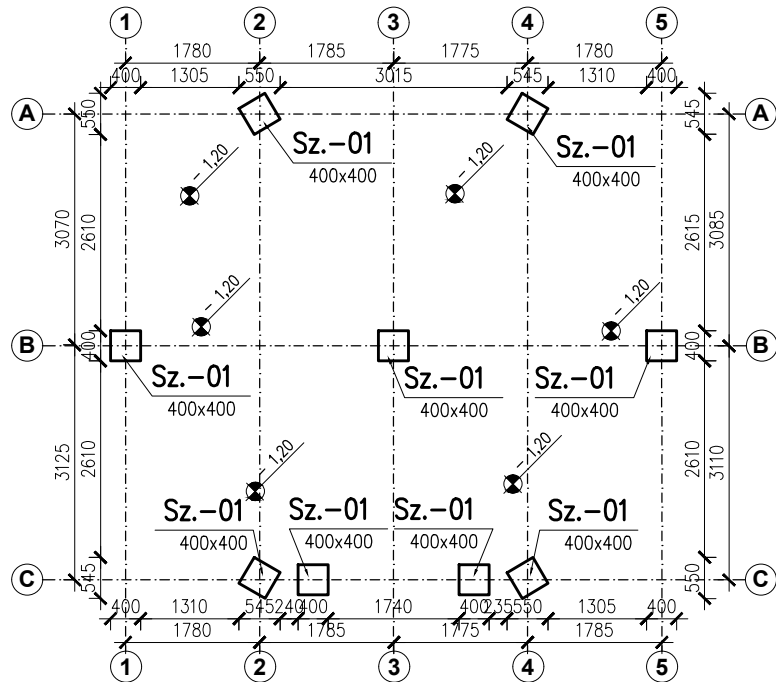 1 2 3 4 5
1780 1785 1775 1780
400 1305 550 3015 545 1310 400
A A
550 545
Sz.-01 Sz.-01
400x400 400x400
- 1,20 - 1,20
3070 2610 2615 3085
- 1,20 - 1,20
B B
400 400
Sz.-01 Sz.-01 Sz.-01
400x400 400x400 400x400
- 1,20 - 1,20
3125 2610 2610 3110
Sz.-01 Sz.-01 Sz.-01 Sz.-01
400x400 400x400 400x400 400x400
C C
545 550
400 1310 545 240 400 1740 400 235 550 1305 400
1780 1785 1775 1785
1 2 3 4 5